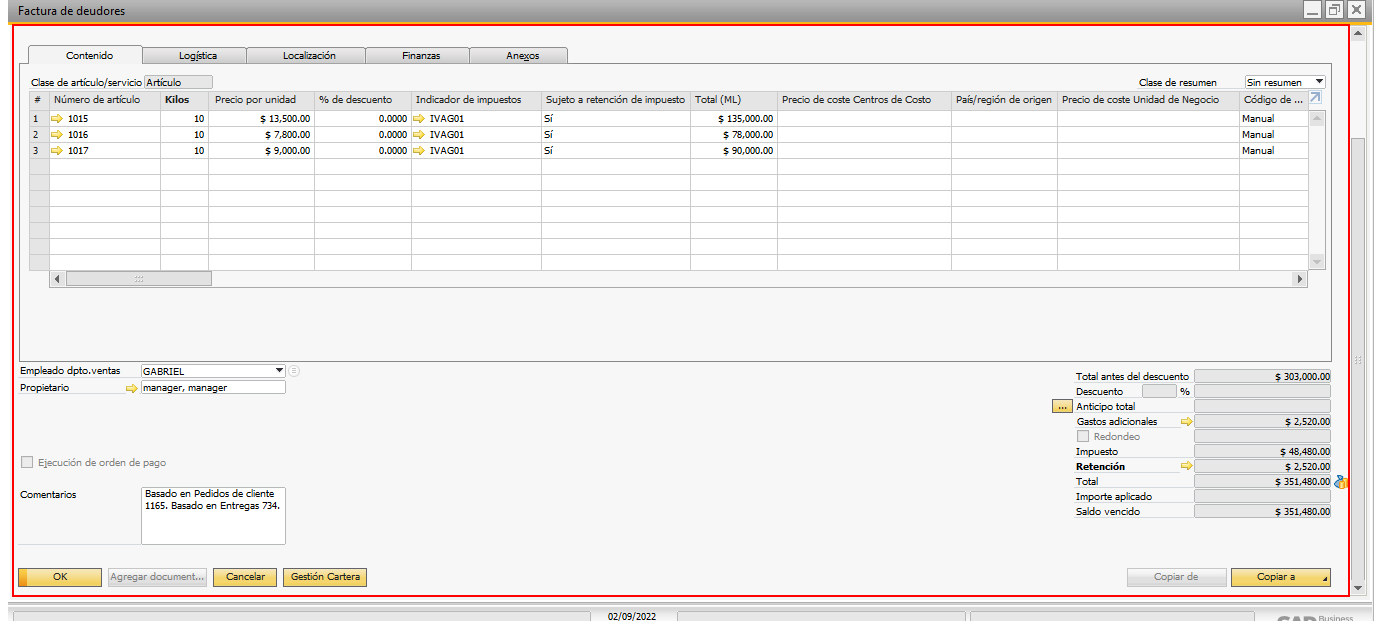 Factura de deudores
Contenido Logística Localización Finanzas Anexos
Clase de artículo/servicio Artículo Clase de resumen Sin resumen
# Número de artículo Kilos Precio por unidad % de descuento Indicador de impuestos Sujeto a retención de impuesto Total (ML) Precio de coste Centros de Costo País/región de origen Precio de coste Unidad de Negocio Código de ...
1 1015 10 $ 13,500.00 0.0000 IVAG01 Sí $ 135,000.00 Manual
2 1016 10 $ 7,800.00 0.0000 IVAG01 Sí $ 78,000.00 Manual
3 1017 10 $ 9,000.00 0.0000 IVAG01 Sí $ 90,000.00 Manual
Empleado dpto.ventas GABRIEL
Propietario manager, manager
Total antes del descuento $ 303,000.00
Descuento %
... Anticipo total
Gastos adicionales $ 2,520.00
Redondeo
Impuesto $ 48,480.00
Ejecución de orden de pago
Retención $ 2,520.00
Total $ 351,480.00
Importe aplicado
Saldo vencido $ 351,480.00
Comentarios
Basado en Pedidos de cliente
1165. Basado en Entregas 734.
OK Agregar document... Cancelar Gestión Cartera Copiar de Copiar a
02/09/2022
SAP Business